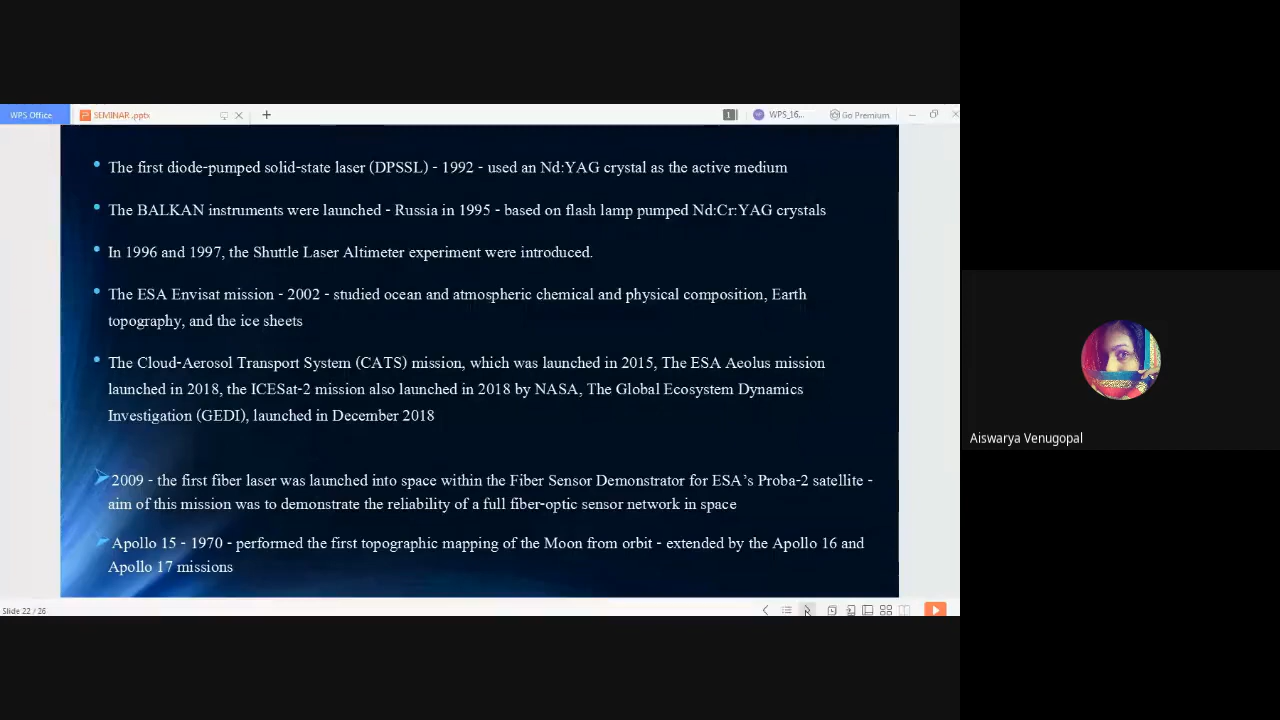 WPS Office
SEMINAR .pptx
+
1
WPS_16...
Go Premium
The first diode-pumped solid-state laser (DPSSL) - 1992 - used an Nd:YAG crystal as the active medium
The BALKAN instruments were launched - Russia in 1995 - based on flash lamp pumped Nd:Cr:YAG crystals
In 1996 and 1997, the Shuttle Laser Altimeter experiment were introduced.
The ESA Envisat mission - 2002 - studied ocean and atmospheric chemical and physical composition, Earth
topography, and the ice sheets
The Cloud-Aerosol Transport System (CATS) mission, which was launched in 2015, The ESA Aeolus mission
launched in 2018, the ICESat-2 mission also launched in 2018 by NASA, The Global Ecosystem Dynamics
Investigation (GEDI), launched in December 2018
2009 - the first fiber laser was launched into space within the Fiber Sensor Demonstrator for ESA's Proba-2 satellite -
aim of this mission was to demonstrate the reliability of a full fiber-optic sensor network in space
Apollo 15 - 1970 - performed the first topographic mapping of the Moon from orbit - extended by the Apollo 16 and
Apollo 17 missions
Slide 22 / 26
Aiswarya Venugopal